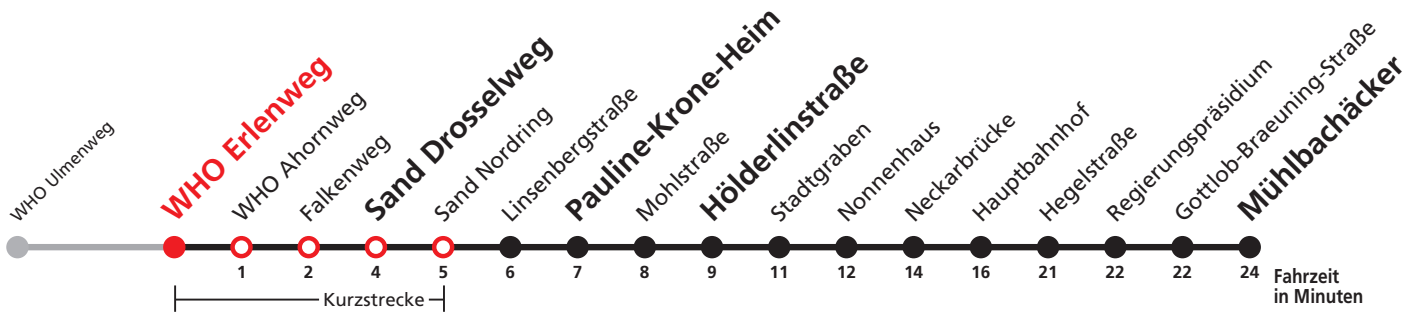 WHO Ulmenweg
WHO Erlenweg
WHO Ahornweg
Falkenweg
Sand Drosselweg
Sand Nordring
Linsenbergstraße
Pauline-Krone-Heim
Mohlstraße
Hölderlinstraße
Stadtgraben
Nonnenhaus
Neckarbrücke
Hauptbahnhof
Hegelstraße
Regierungspräsidium
Gottlob-Braeuning-Straße
Mühlbachäcker
1 2 4 5 6 7 8 9 11 12 14 16 21 22 22 24
Fahrzeit
in Minuten
Kurzstrecke